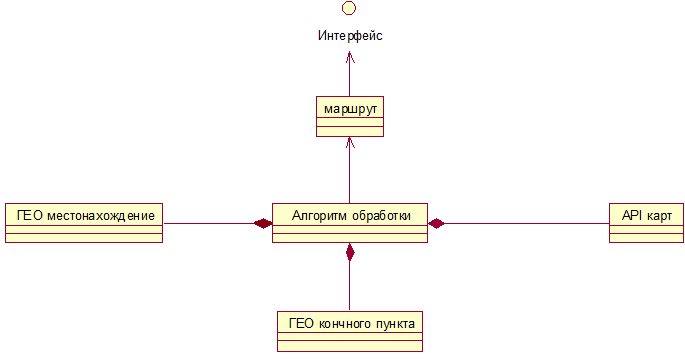 Интерфейс
маршрут
ГЕО местонахождение
Алгоритм обработки
API карт
ГЕО кончного пункта